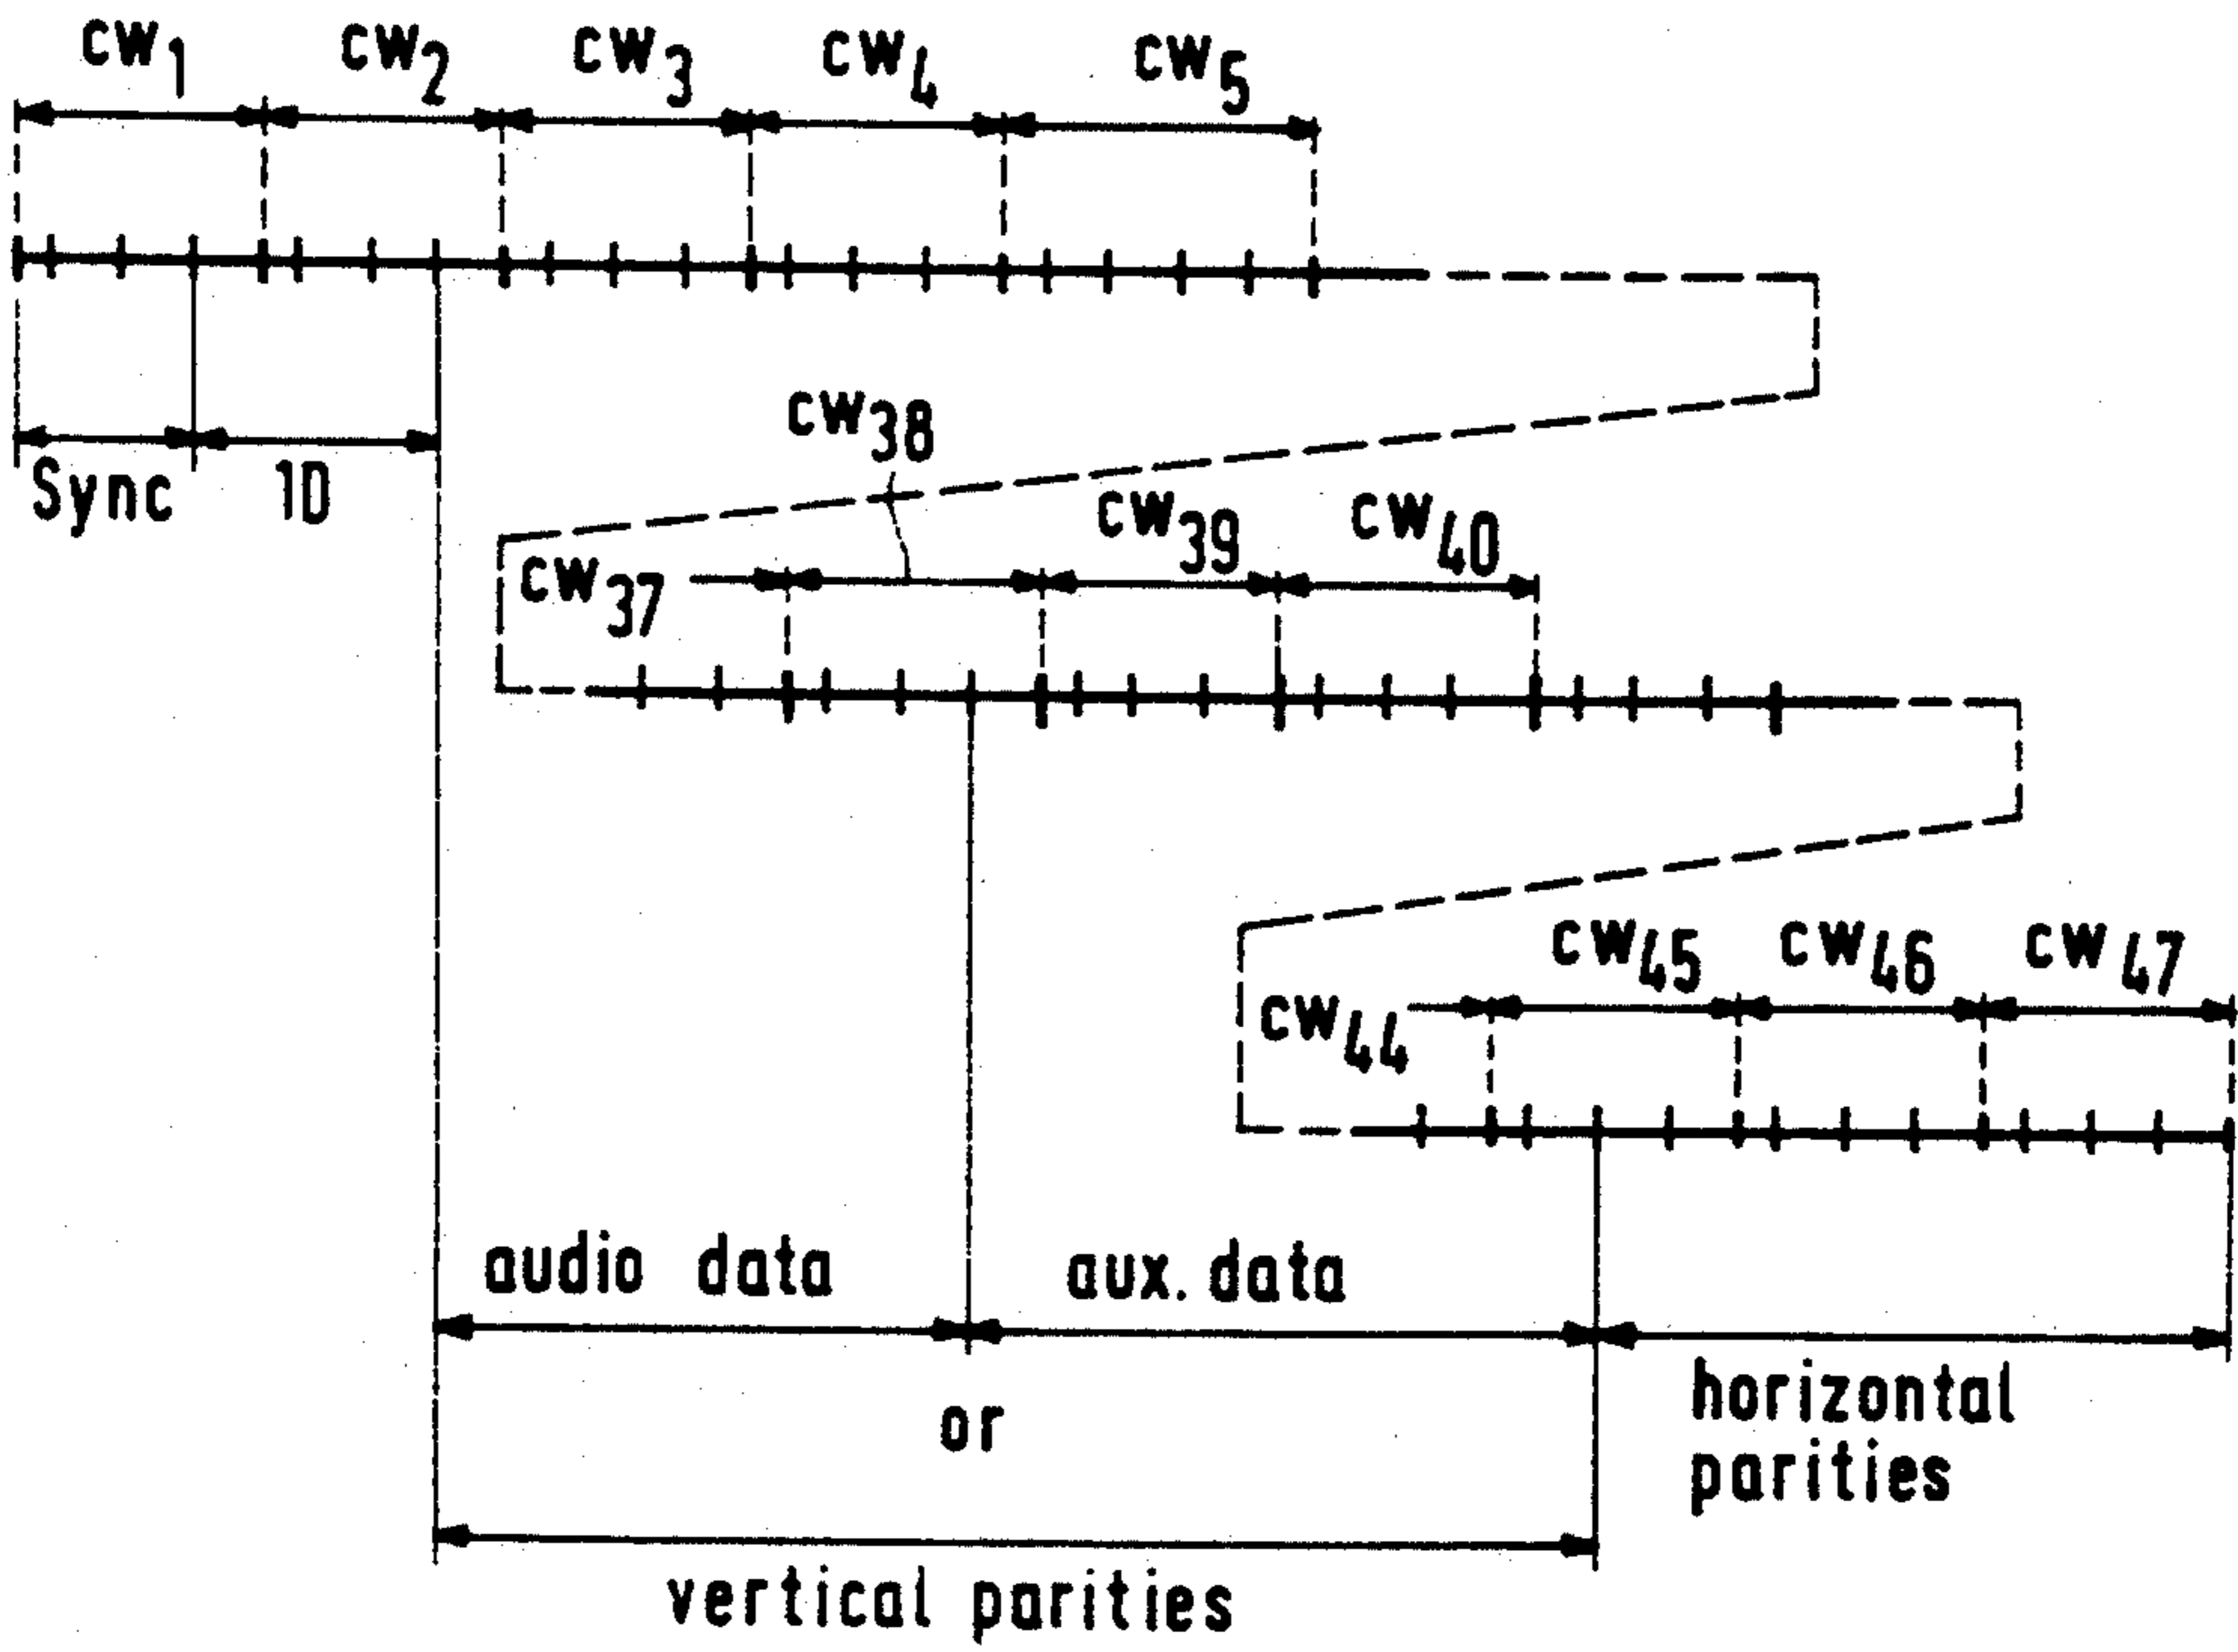 cw1 cw2 cw3 cw4 cw5
Sync 1D
cw38
cw37 cw39 cw40
cw44 cw45 cw46 cw47
audio data aux. data
or
horizontal
parities
vertical parities